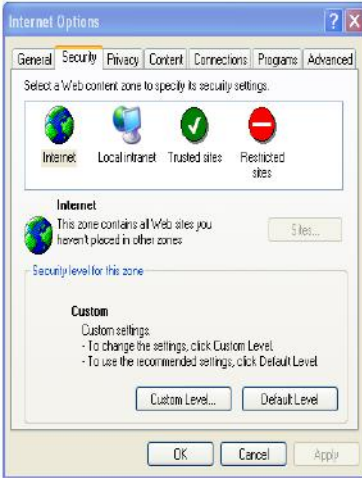 Internet Options
General Security Privacy Content Connections Programs Advanced
Select a Web content zone to specify its security settings.
Internet Local intranet Trusted sites Restricted
sites
Internet
This zone contains all Web sites you
haven't placed in other zones
Sites...
Security level for this zone
Custom
Custom settings.
- To change the settings, click Custom Level.
- To use the recommended settings, click Default Level
Custom Level... Default Level
OK Cancel Apply